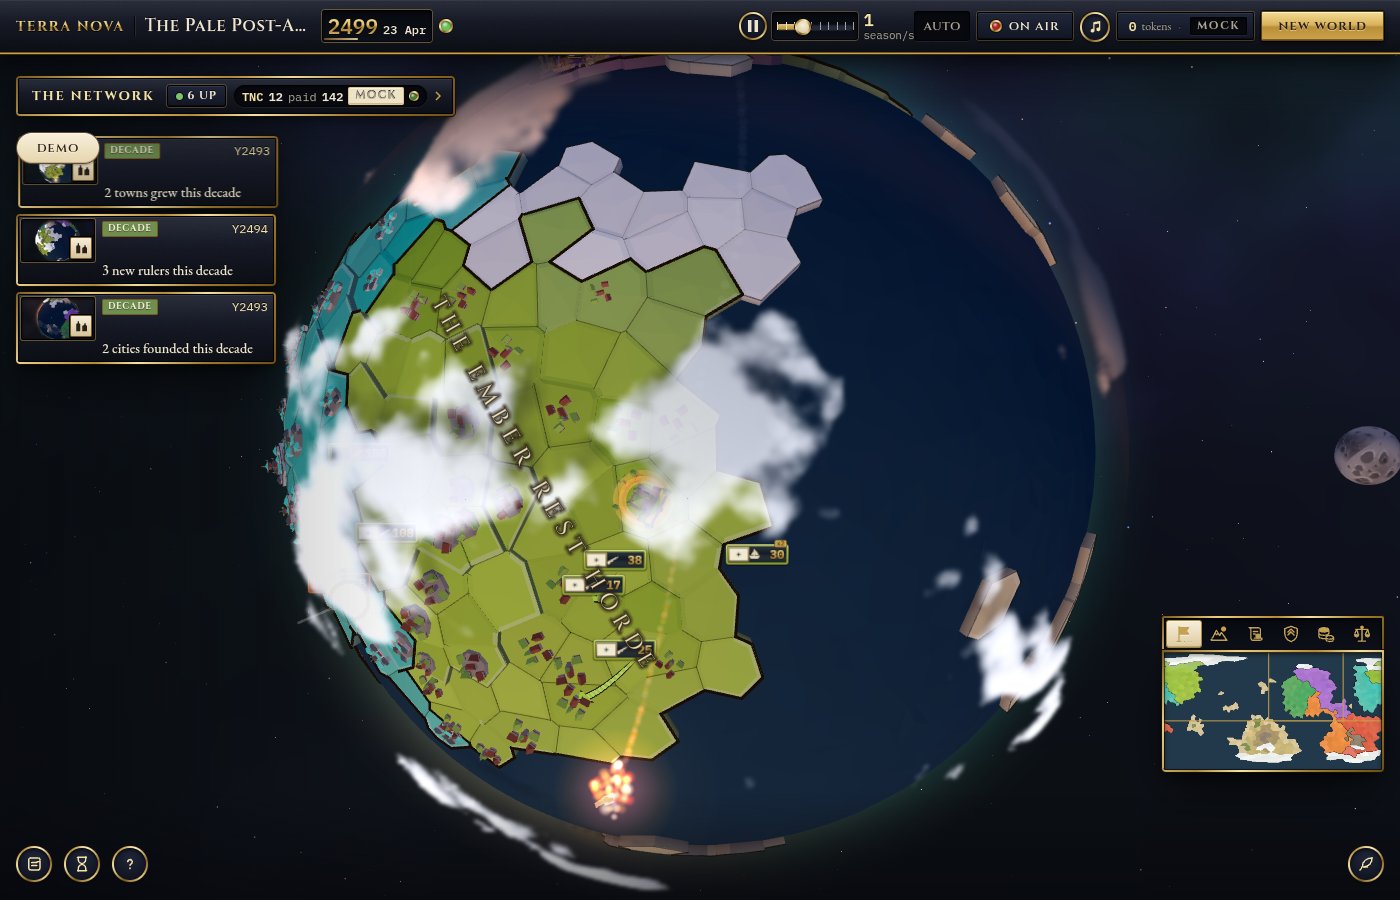 TERRA NOVA
THE PALE POST-A...
2499 23 Apr
1
season/s
AUTO
ON AIR
0 tokens ·
MOCK
NEW WORLD
THE NETWORK
6 UP
TNC 12 paid 142 MOCK
DEMO
DECADE
Y2493
2 towns grew this decade
DECADE
Y2494
3 new rulers this decade
DECADE
Y2493
2 cities founded this decade
THE EMBER REST HORDE
38
17
30
?